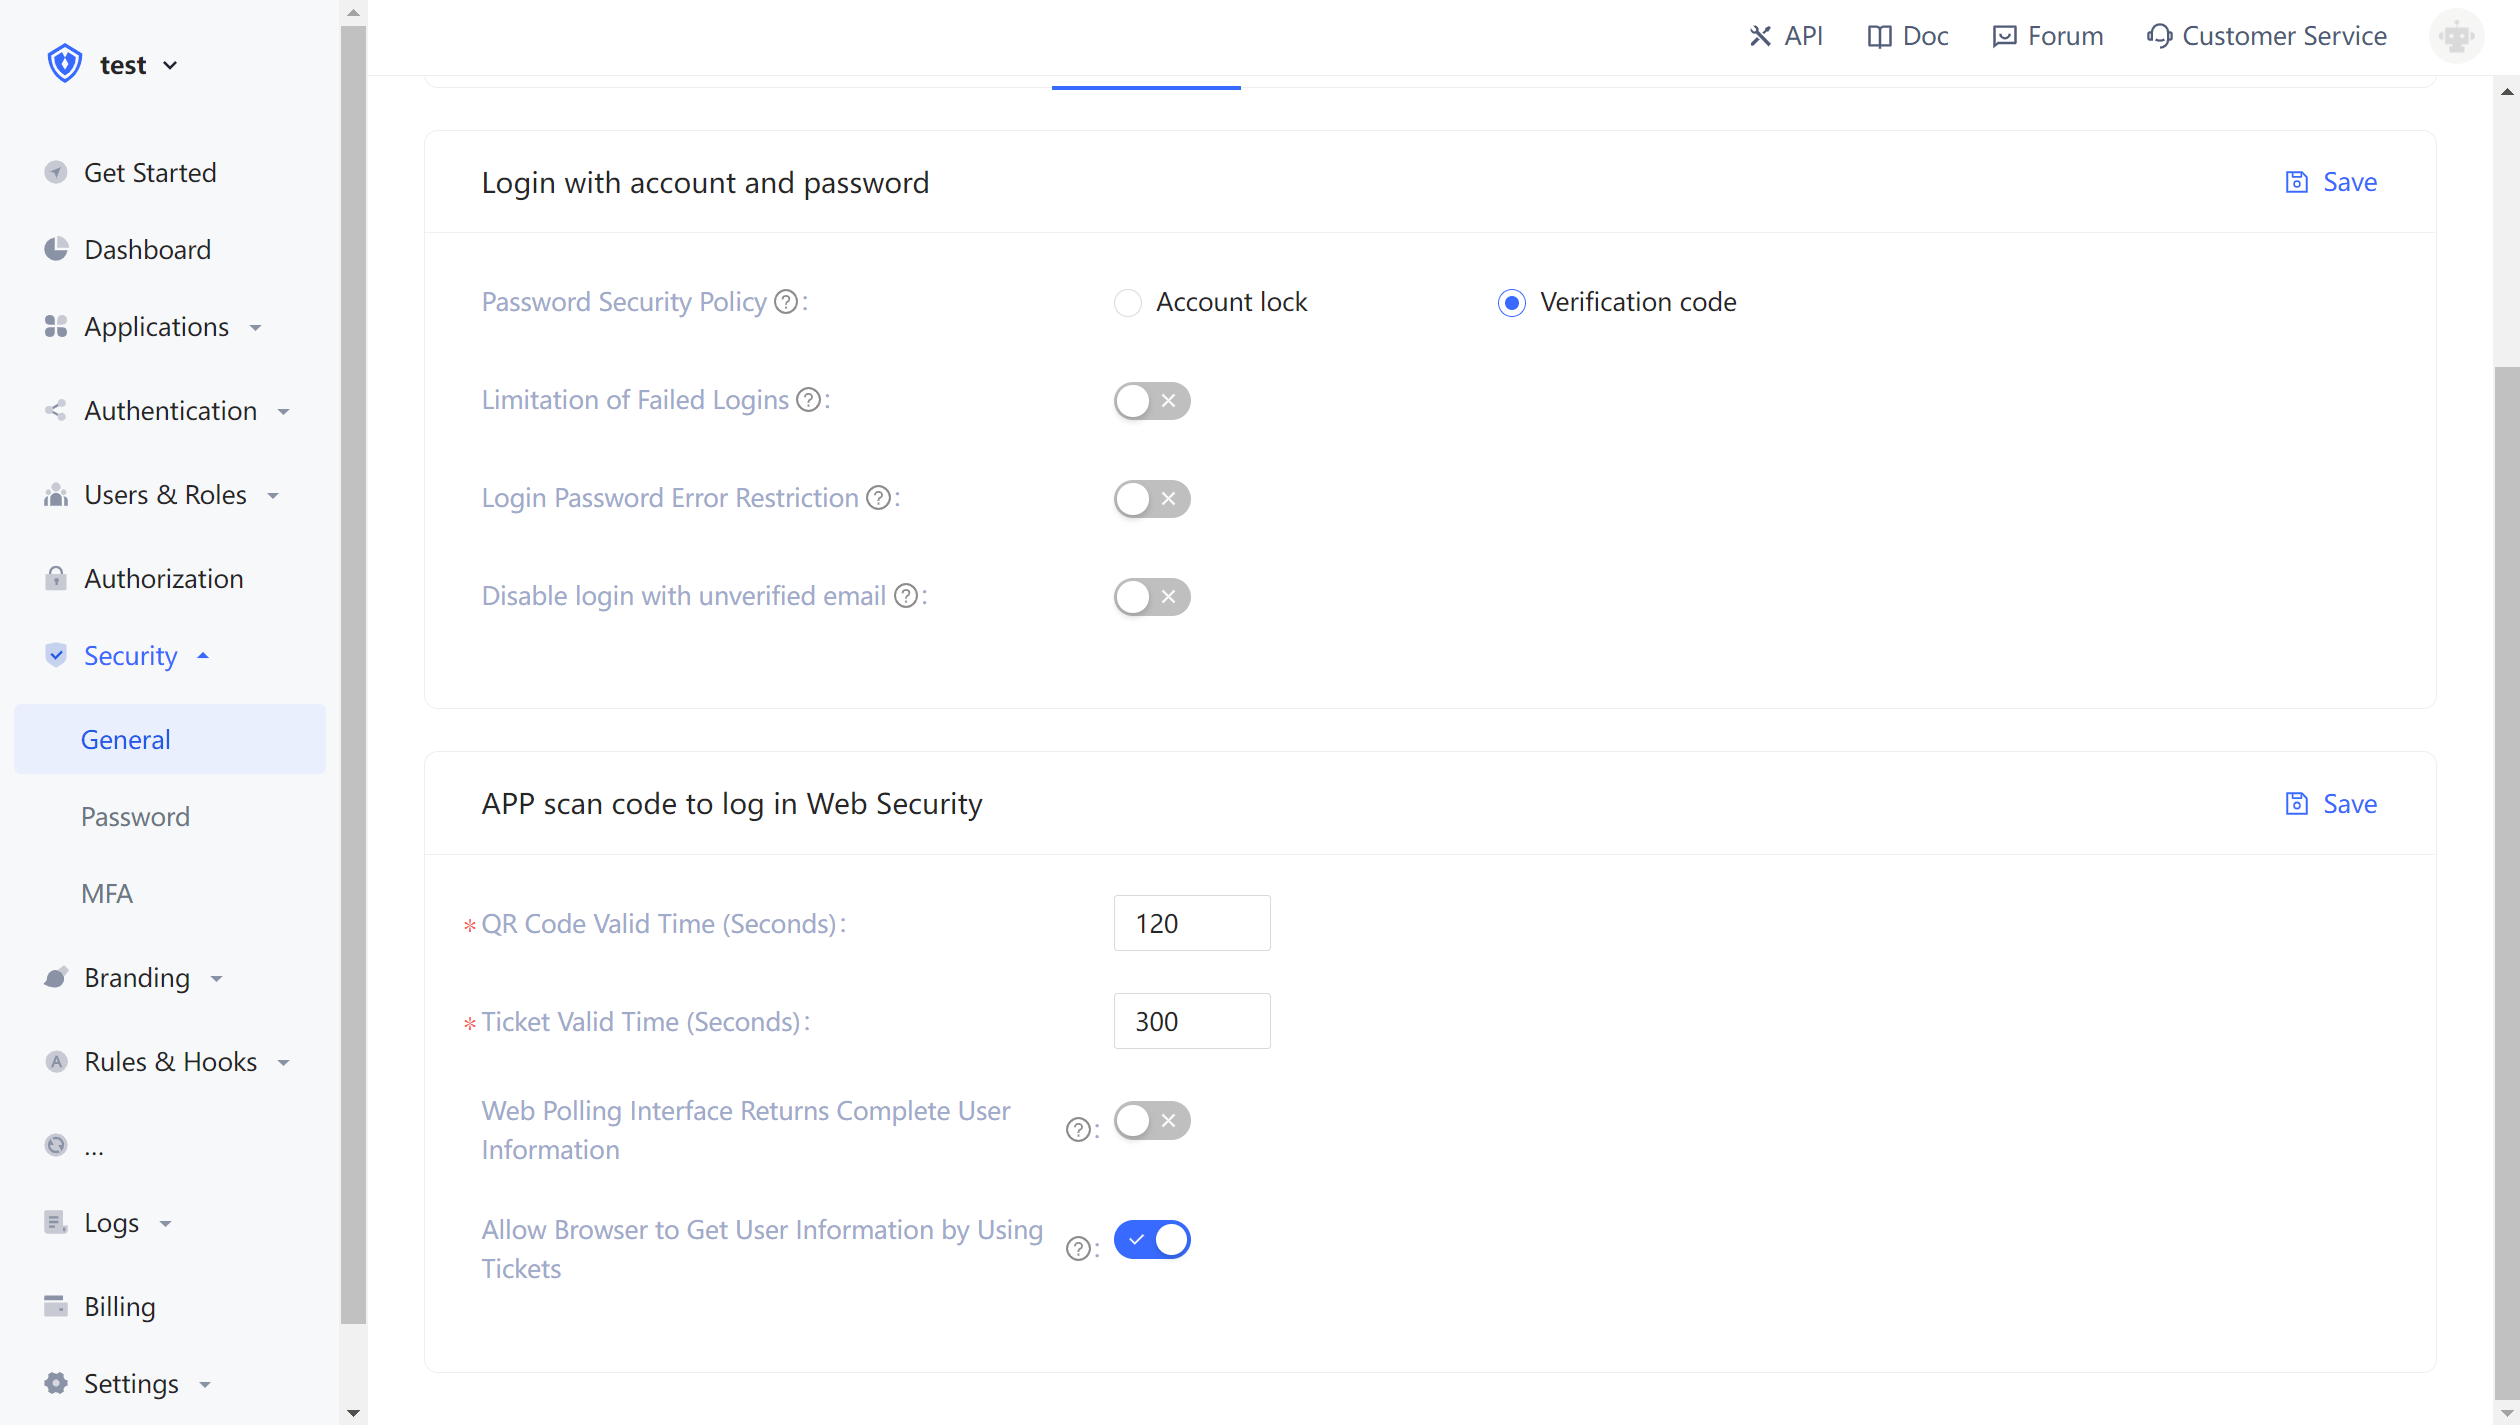 test
API
Doc
Forum
Customer Service
Get Started
Dashboard
Applications
Authentication
Users & Roles
Authorization
Security
General
Password
MFA
Branding
Rules & Hooks
...
Logs
Billing
Settings
Login with account and password
Save
Password Security Policy ? :
Account lock
Verification code
Limitation of Failed Logins ? :
Login Password Error Restriction ? :
Disable login with unverified email ? :
APP scan code to log in Web Security
Save
* QR Code Valid Time (Seconds) :
120
* Ticket Valid Time (Seconds) :
300
Web Polling Interface Returns Complete User
Information
? :
Allow Browser to Get User Information by Using
Tickets
? :